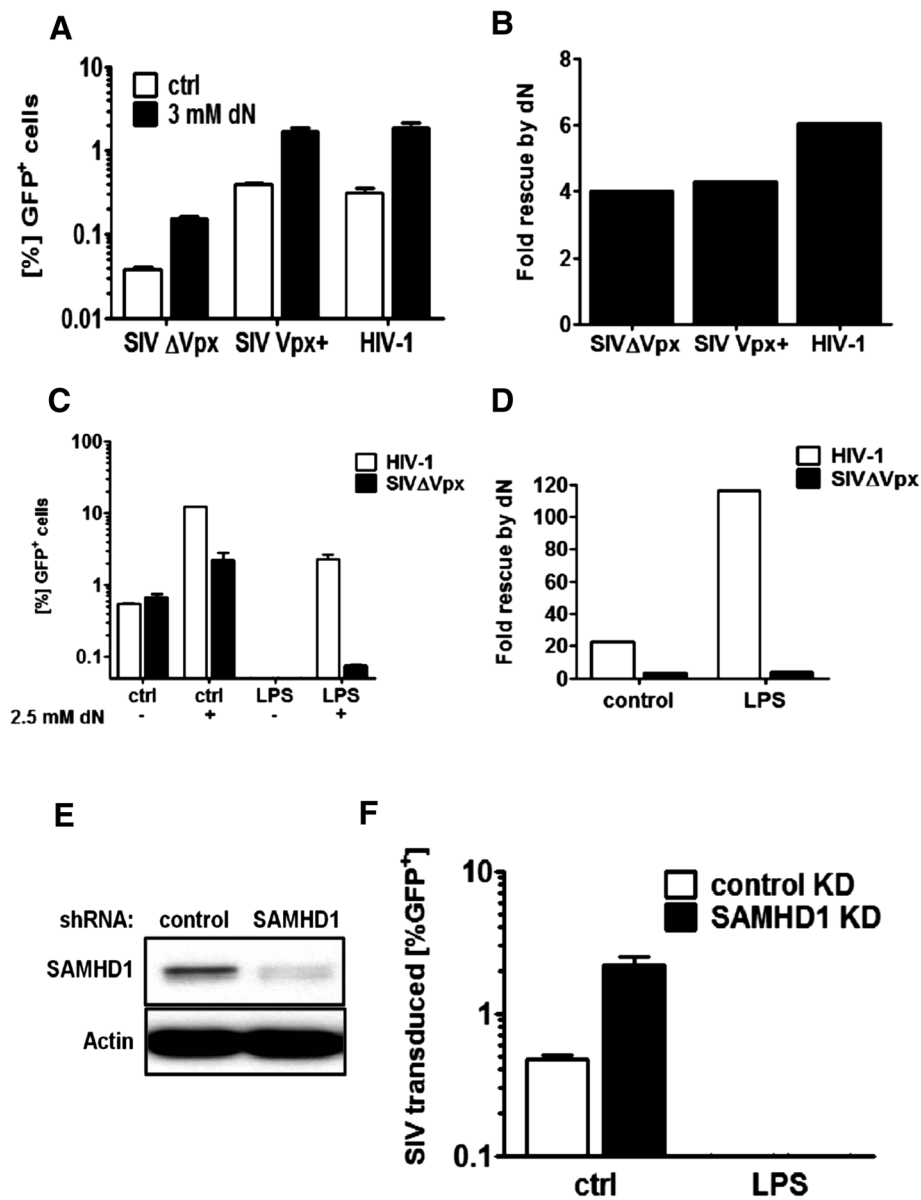 A
[%] GFP+ cells
10
1
0.1
0.01
ctrl
3 mM dN
SIV ΔVpx
SIV Vpx+
HIV-1
B
Fold rescue by dN
8
6
4
2
0
SIVΔVpx
SIV Vpx+
HIV-1
C
[%] GFP+ cells
100
10
1
0.1
HIV-1
SIVΔVpx
ctrl ctrl LPS LPS
2.5 mM dN - + - +
D
Fold rescue by dN
120
100
80
60
40
20
0
HIV-1
SIVΔVpx
control
LPS
E
shRNA: control SAMHD1
SAMHD1
Actin
F
SIV transduced [%GFP+]
10
1
0.1
control KD
SAMHD1 KD
ctrl
LPS